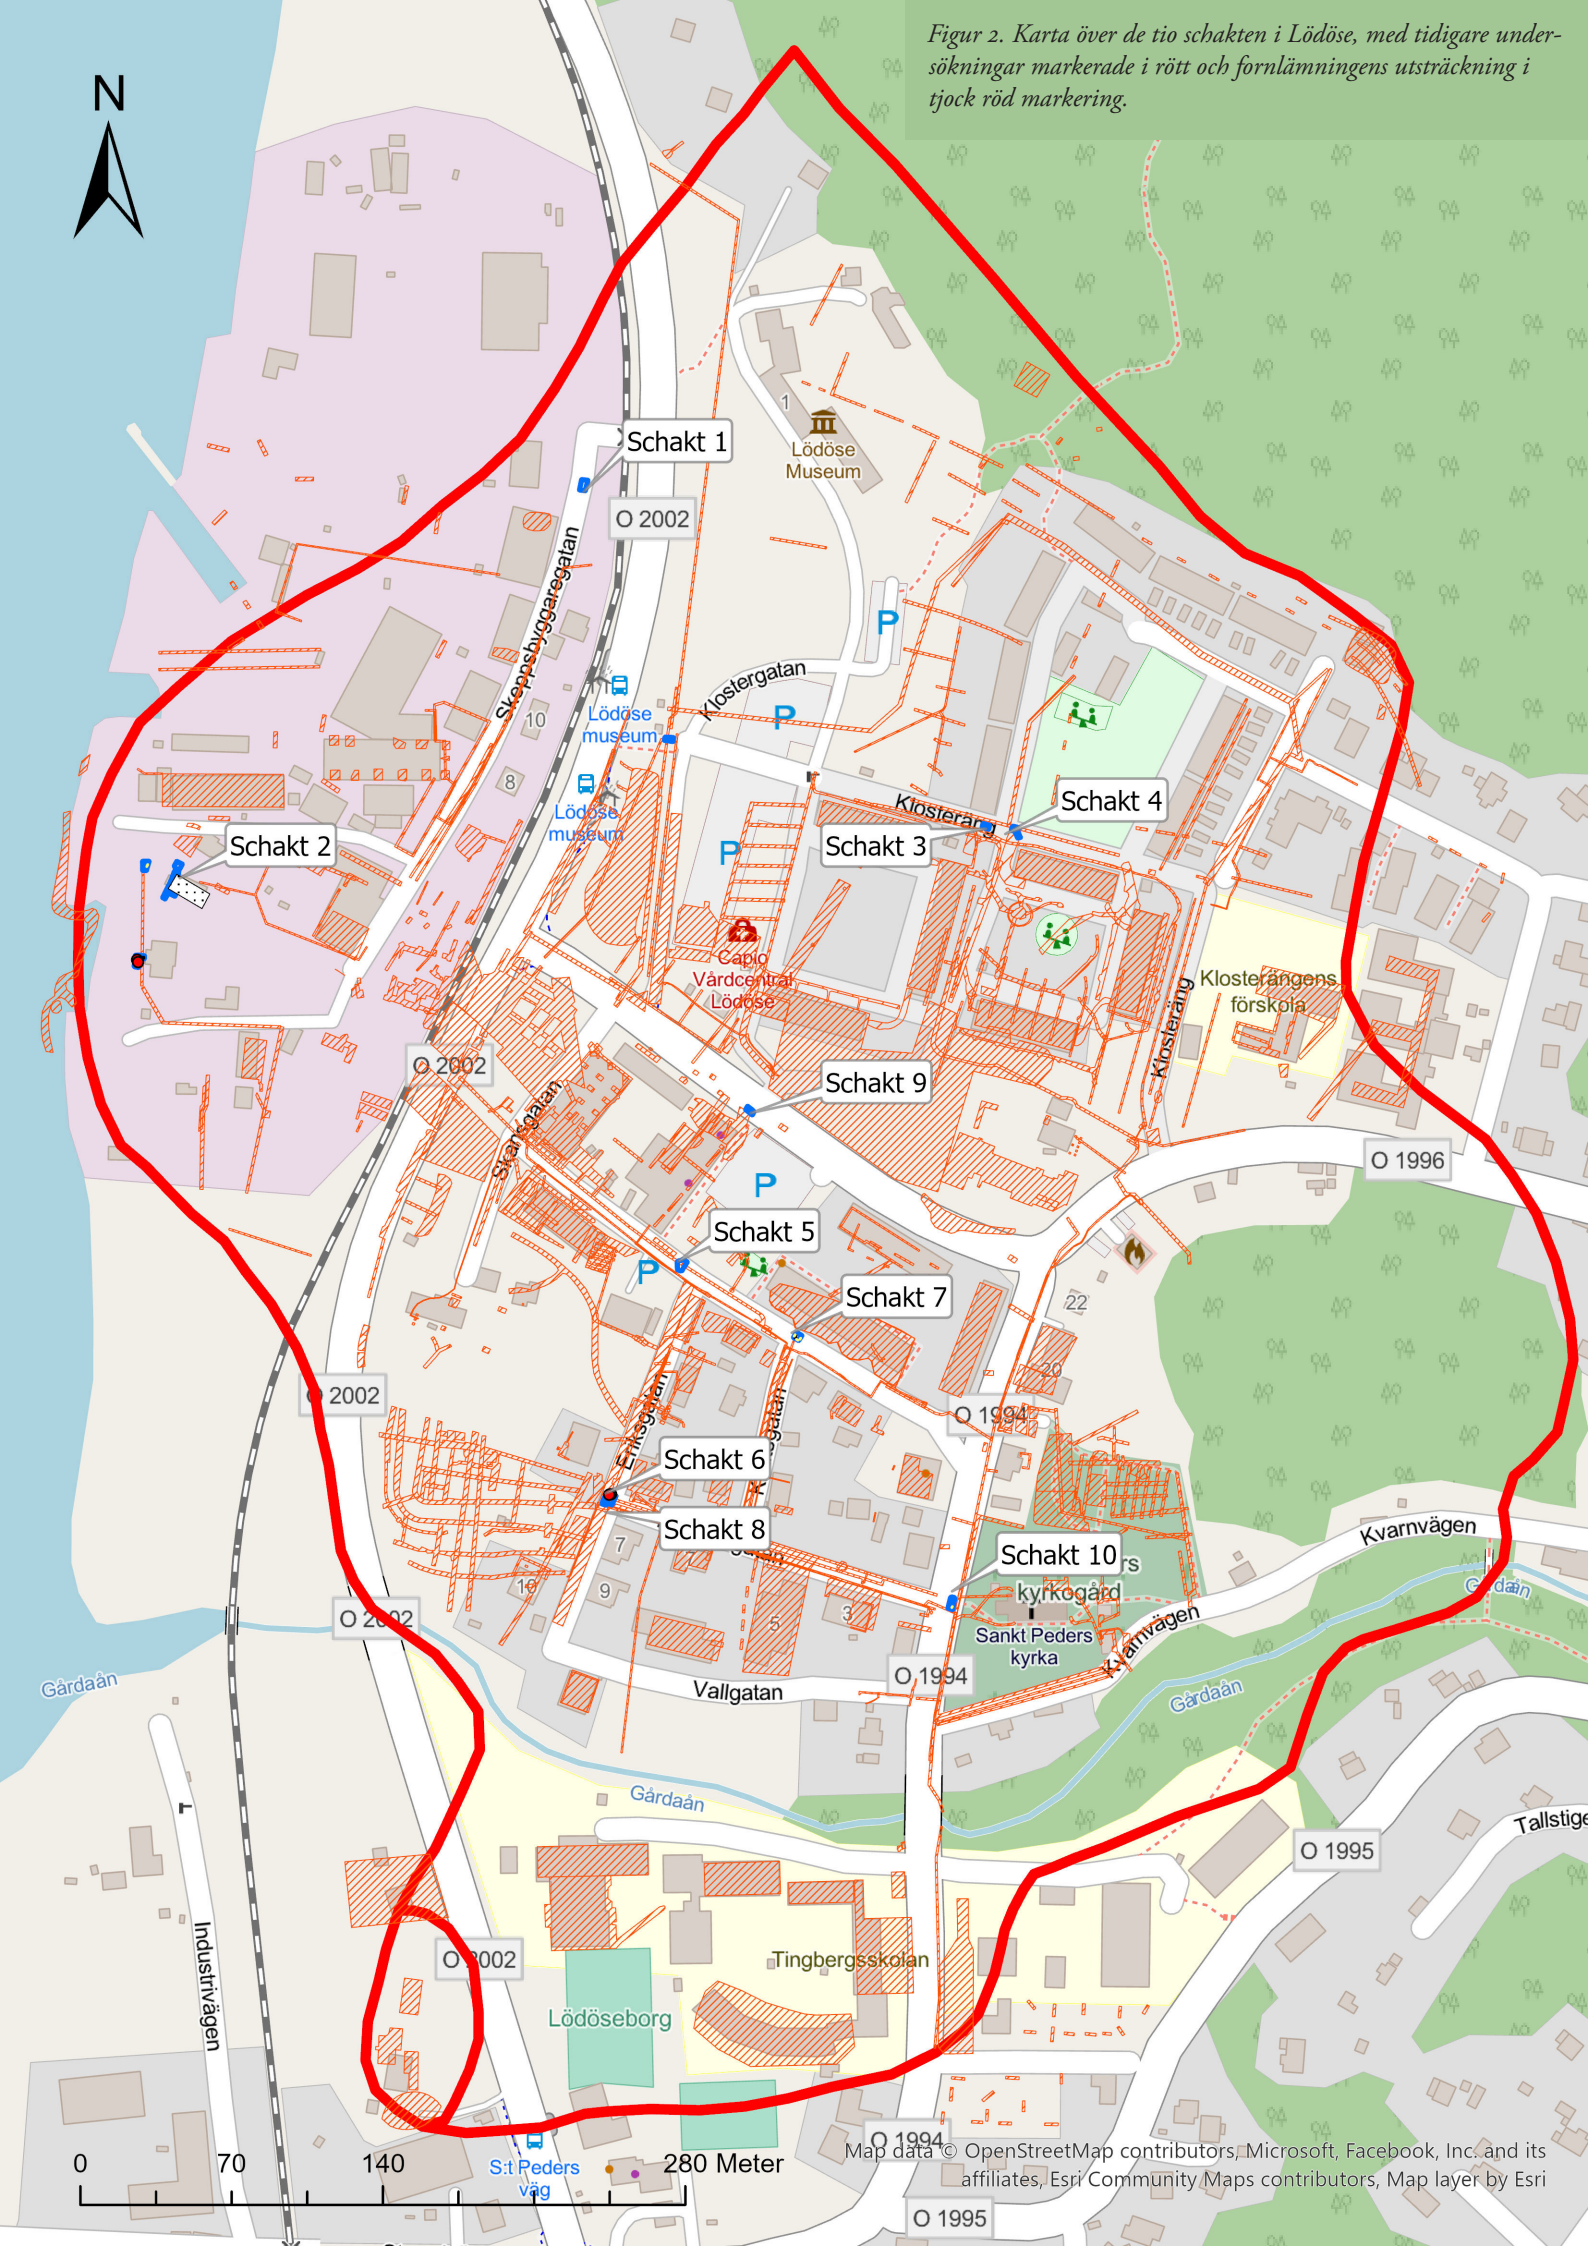 Figur 2. Karta över de tio schakten i Lödöse, med tidigare under-
sökningar markerade i rött och fornlämningens utsträckning i
tjock röd markering.
N
1
Lödöse
Museum
Schakt 1
O 2002
Skeppsbyggaregatan
P
Klostergatan
P
Lödöse
museum
10
8
Lödöse
museum
Schakt 4
Klosteräng
Schakt 3
P
Schakt 2
Capio
Vårdcentral
Lödöse
Klosterängens
förskola
Klosteräng
O 2002
Schakt 9
Skansgatan
O 1996
P
Schakt 5
P
Schakt 7
22
20
O 2002
O 1994
Eriksgatan
Schakt 6
Schakt 8
7
10
9
5
3
Schakt 10
kyrkogård
Sankt Peders
kyrka
Kvarnvägen
Kvarnvägen
Gårdaån
O 2002
O 1994
Vallgatan
Gårdaån
Gårdaån
Gårdaån
O 1995
Tallstige
Industrivägen
O 2002
Tingbergsskolan
Lödöseborg
O 1994
S:t Peders
väg
0 70 140 280 Meter
Map data © OpenStreetMap contributors, Microsoft, Facebook, Inc. and its
affiliates, Esri Community Maps contributors, Map layer by Esri
O 1995